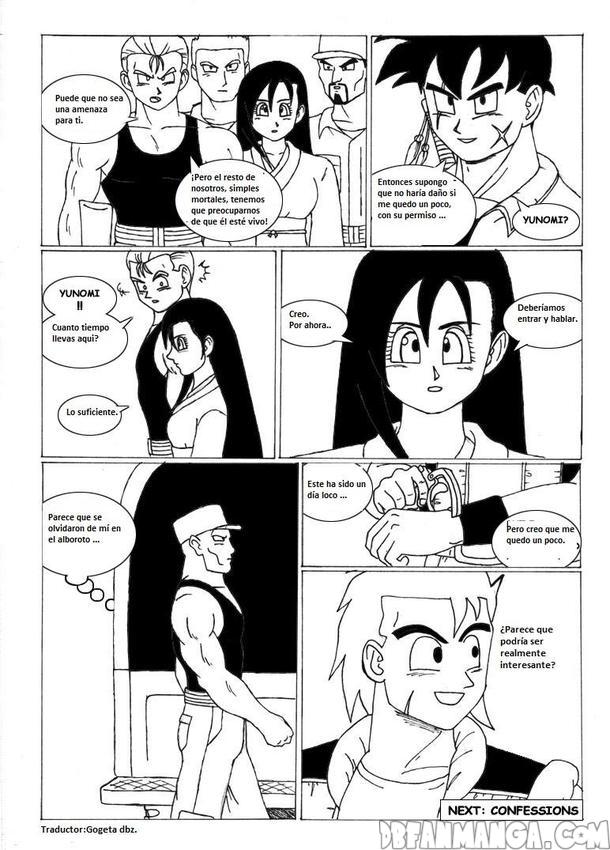 Puede que no sea
una amenaza
para ti.
¡Pero el resto de
nosotros, simples
mortales, tenemos
que preocuparnos
de que él esté vivo!
Entonces supongo
que no haría daño si
me quedo un poco,
con su permiso ...
YUNOMI?
YUNOMI
!!
Cuanto tiempo
llevas aqui?
Lo suficiente.
Creo.
Por ahora..
Deberíamos
entrar y hablar.
Parece que se
olvidaron de mí en
el alboroto ...
Este ha sido un
día loco ...
Pero creo que me
quedo un poco.
¿Parece que
podría ser
realmente
interesante?
NEXT: CONFESSIONS
Traductor:Gogeta dbz.
DBFANMANGA.COM